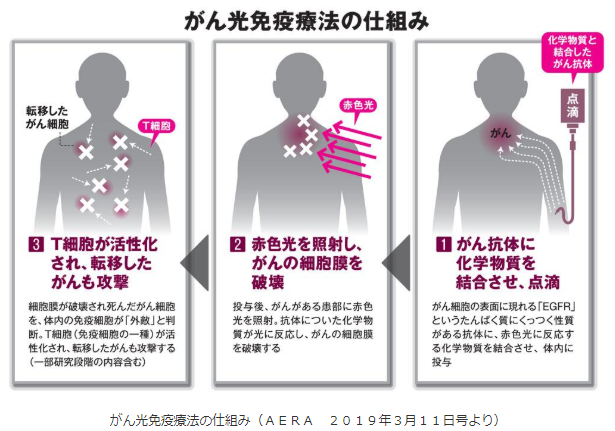 がん光免疫療法の仕組み
化学物質と
結合した
がん抗体
点滴
がん
1 がん抗体に
化学物質を
結合させ、点滴
がん細胞の表面に現れる「EGFR」
というたんぱく質にくっつく性質
がある抗体に、赤色光に反応す
る化学物質を結合させ、体内に
投与
赤色光
2 赤色光を照射し、
がんの細胞膜を
破壊
投与後、がんがある患部に赤色
光を照射。抗体についた化学物
質が光に反応し、がんの細胞膜
を破壊する
転移した
がん細胞
T細胞
3 T細胞が活性化
され、転移した
がんも攻撃
細胞膜が破壊され死んだがん細胞
を、体内の免疫細胞が「外敵」と判
断。T細胞（免疫細胞の一種）が活
性化され、転移したがんも攻撃する
（一部研究段階の内容含む）
がん光免疫療法の仕組み（ＡＥＲＡ　２０１９年３月１１日号より）